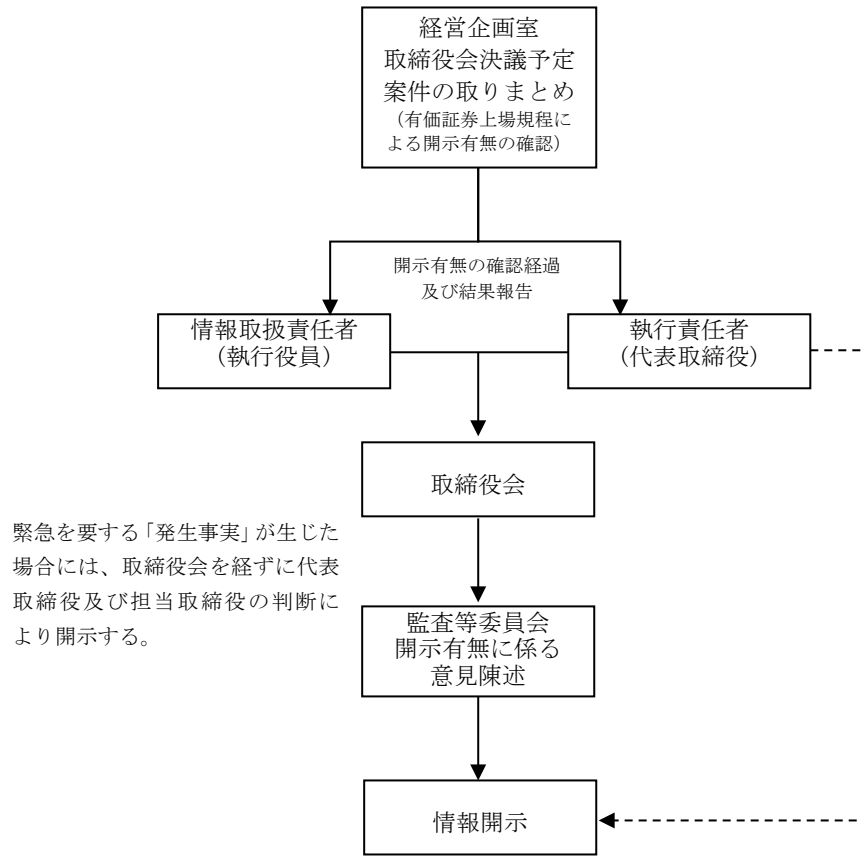 経営企画室
取締役会決議予定
案件の取りまとめ
（有価証券上場規程に
よる開示有無の確認）
開示有無の確認経過
及び結果報告
情報取扱責任者
（執行役員）
執行責任者
（代表取締役）
取締役会
緊急を要する「発生事実」が生じた
場合には、取締役会を経ずに代表
取締役及び担当取締役の判断に
より開示する。
監査等委員会
開示有無に係る
意見陳述
情報開示